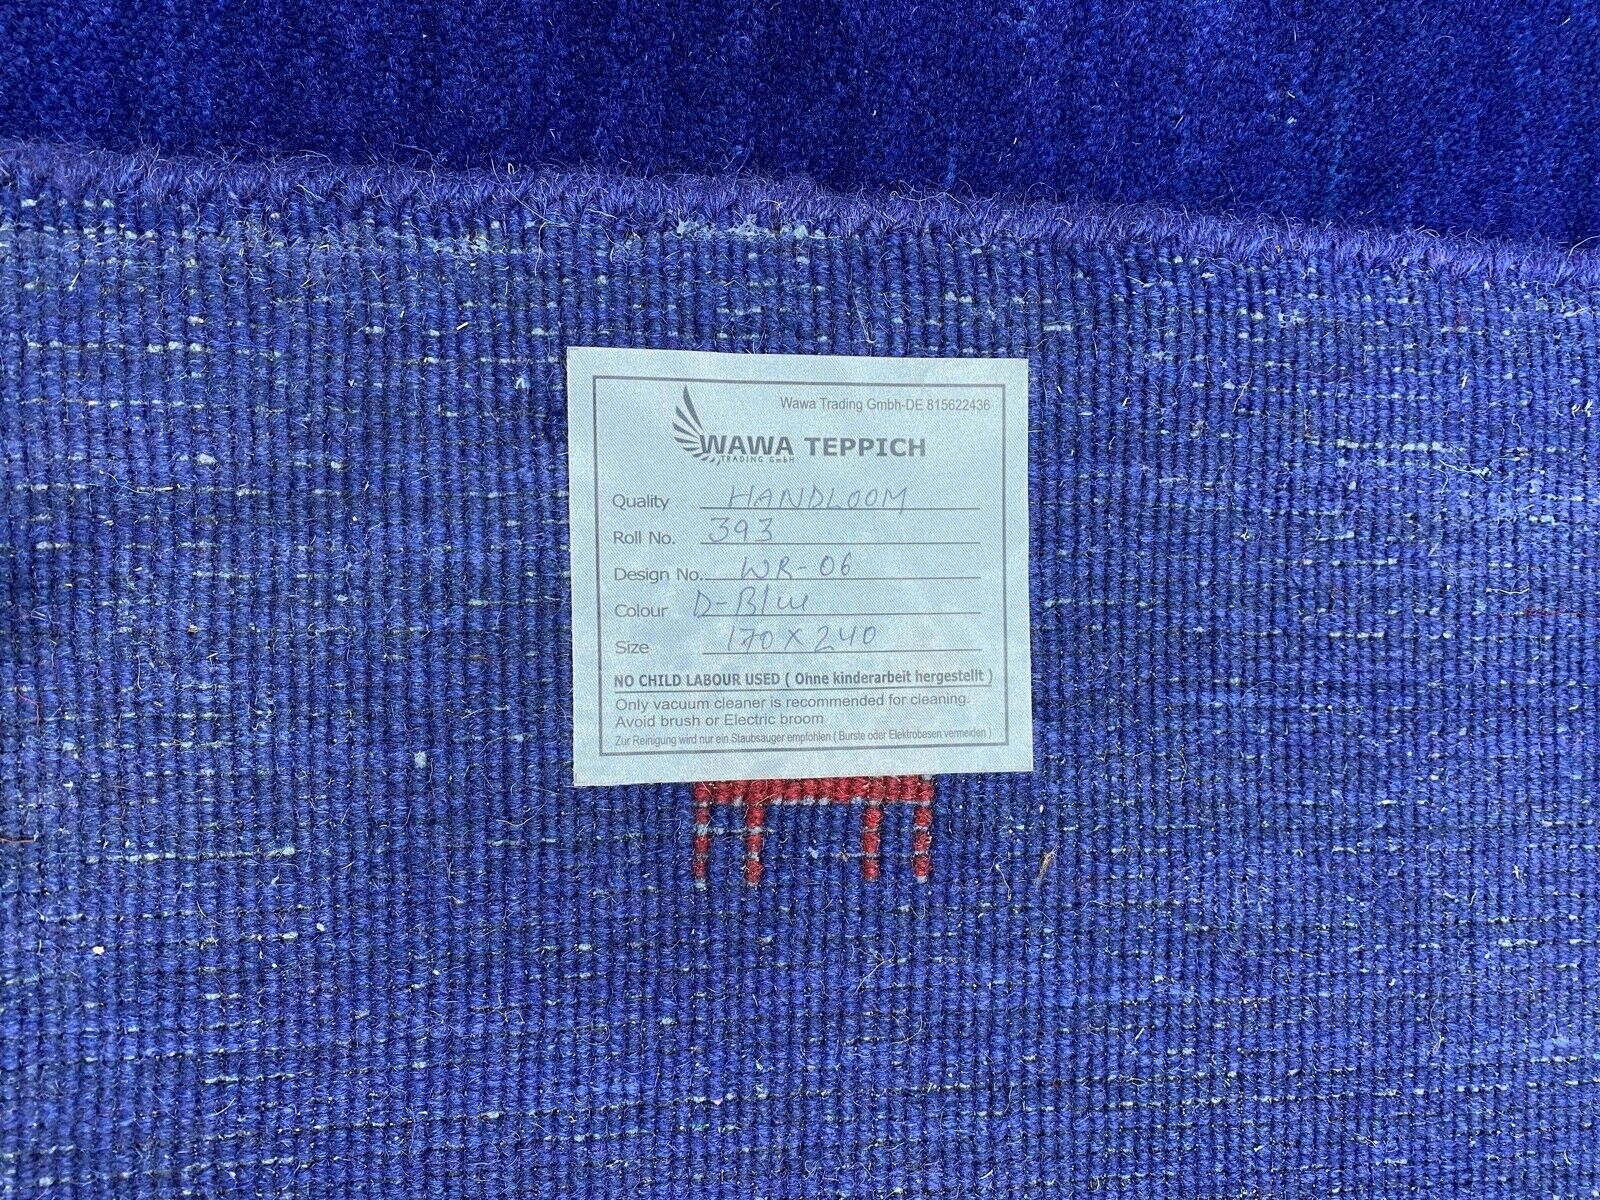 Wawa Trading Gmbh-DE 815622436
WAWA TEPPICH
TRADING GmbH
Quality HANDLOOM
Roll No. 393
Design No. WR-06
Colour D-Blue
Size 170 X 240
NO CHILD LABOUR USED ( Ohne kinderarbeit hergestellt )
Only vacuum cleaner is recommended for cleaning.
Avoid brush or Electric broom
Zur Reinigung wird nur ein Staubsauger empfohlen ( Burste oder Elektrobesen vermeiden )